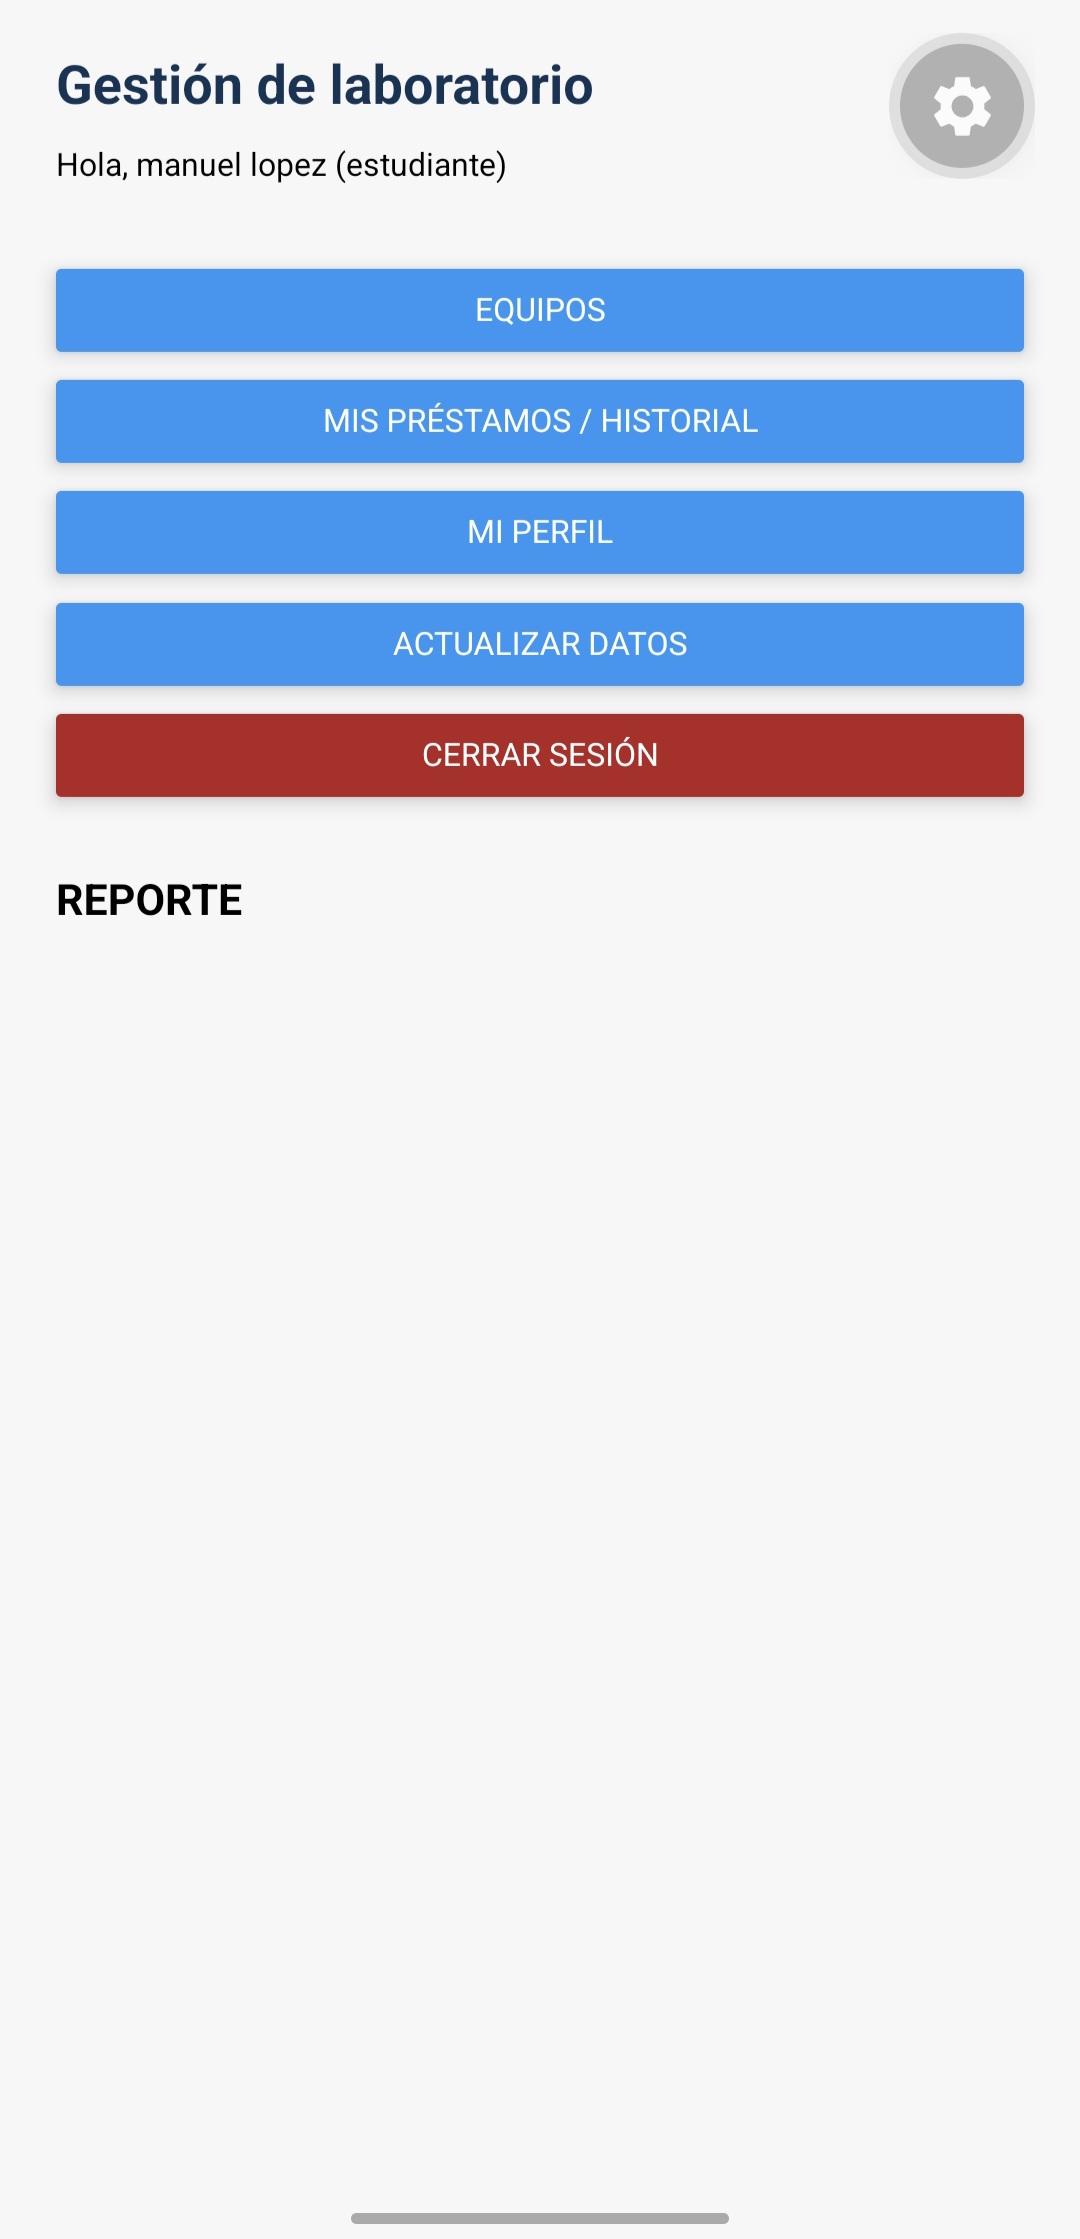 Gestión de laboratorio
Hola, manuel lopez (estudiante)
EQUIPOS
MIS PRÉSTAMOS / HISTORIAL
MI PERFIL
ACTUALIZAR DATOS
CERRAR SESIÓN
REPORTE